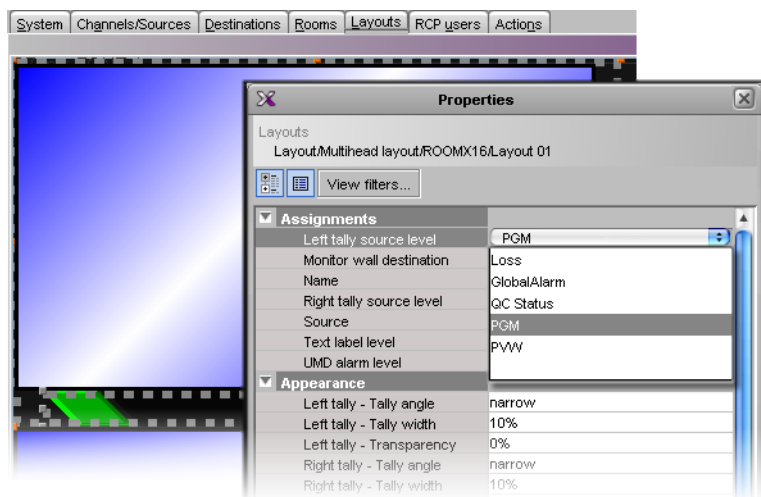 System Channels/Sources Destinations Rooms Layouts RCP users Actions
Properties
Layouts
Layout/Multihead layout/ROOMX16/Layout 01
View filters...
Assignments
Left tally source level PGM
Monitor wall destination Loss
Name GlobalAlarm
Right tally source level QC Status
Source PGM
Text label level PVW
UMD alarm level
Appearance
Left tally - Tally angle narrow
Left tally - Tally width 10%
Left tally - Transparency 0%
Right tally - Tally angle narrow
Right tally - Tally width 10%